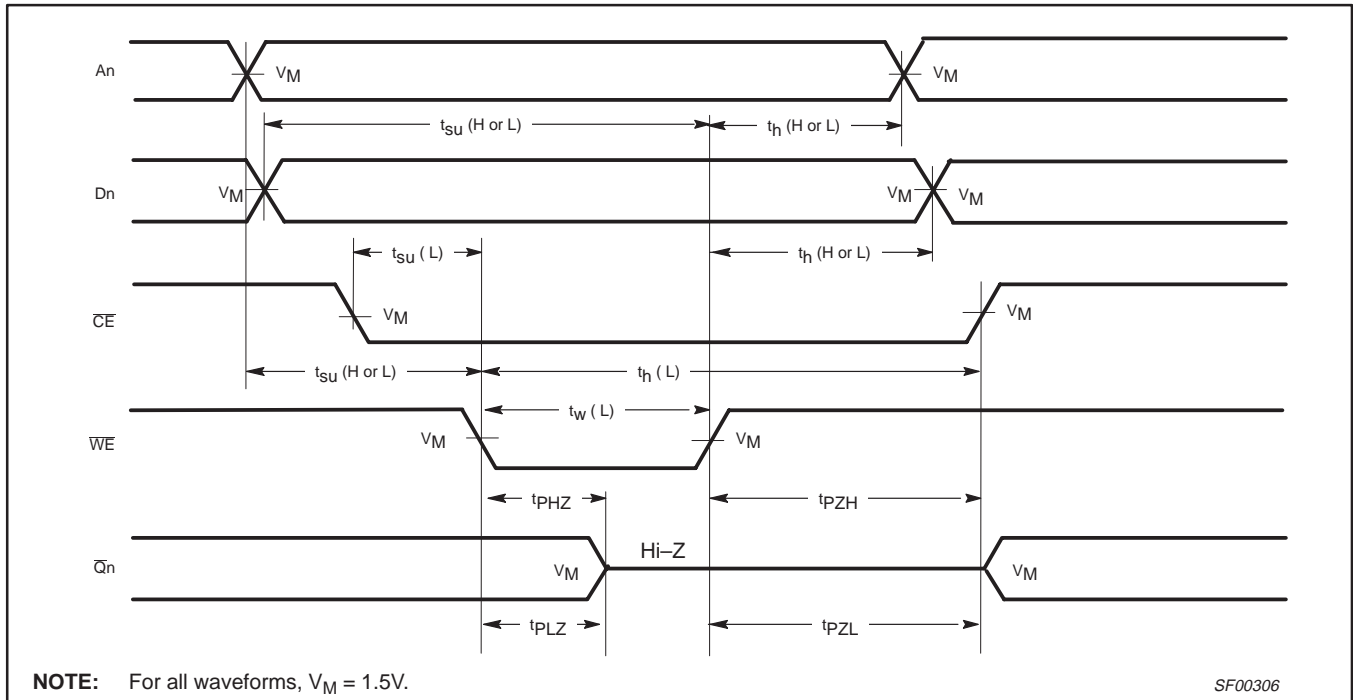 An
VM
VM
tsu (H or L)
th (H or L)
Dn
VM
VM
VM
tsu ( L)
th (H or L)
CE
VM
VM
tsu (H or L)
th ( L)
tw ( L)
WE
VM
VM
tPHZ
tPZH
Hi–Z
Qn
VM
VM
tPLZ
tPZL
NOTE: For all waveforms, VM = 1.5V.
SF00306